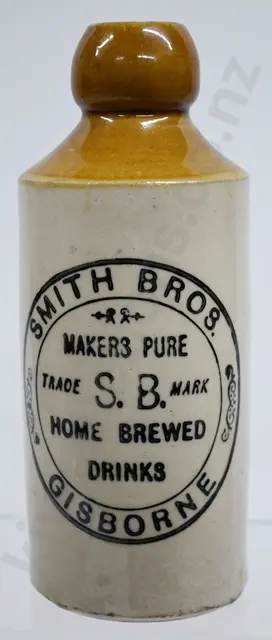 SMITH BROS.
MAKERS PURE
TRADE S. B. MARK
HOME BREWED
DRINKS
GISBORNE